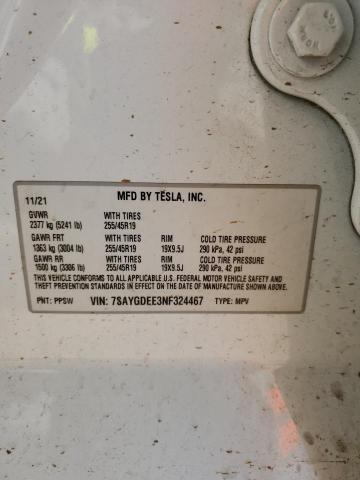 11/21 MFD BY TESLA, INC.
GVWR WITH TIRES
2377 kg (5241 lb) 255/45R19
GAWR FRT WITH TIRES RIM COLD TIRE PRESSURE
1363 kg (3004 lb) 255/45R19 19X9.5J 290 kPa, 42 psi
GAWR RR WITH TIRES RIM COLD TIRE PRESSURE
1500 kg (3306 lb) 255/45R19 19X9.5J 290 kPa, 42 psi
THIS VEHICLE CONFORMS TO ALL APPLICABLE FEDERAL MOTOR VEHICLE SAFETY AND
THEFT PREVENTION STANDARDS IN EFFECT ON THE DATE OF MANUFACTURE SHOWN ABOVE.
PNT: PPSW VIN: 7SAYGDEE3NF324467 TYPE: MPV